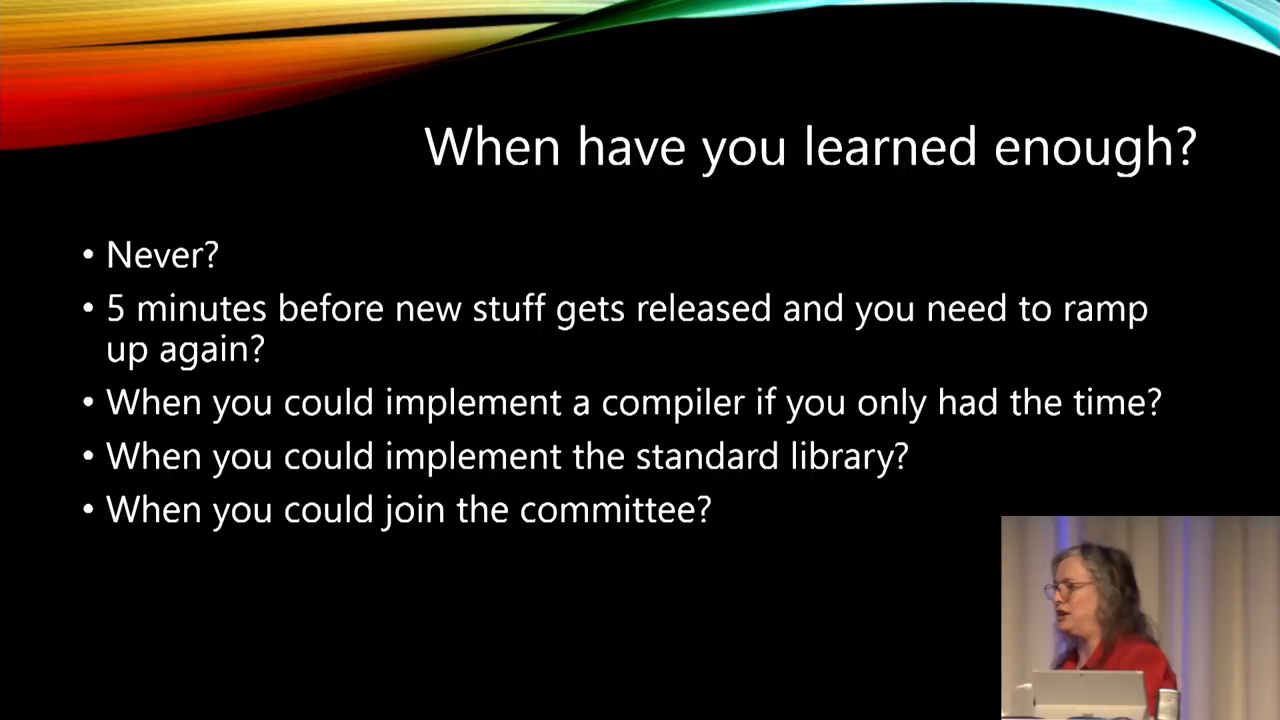 When have you learned enough?
• Never?
• 5 minutes before new stuff gets released and you need to ramp
up again?
• When you could implement a compiler if you only had the time?
• When you could implement the standard library?
• When you could join the committee?